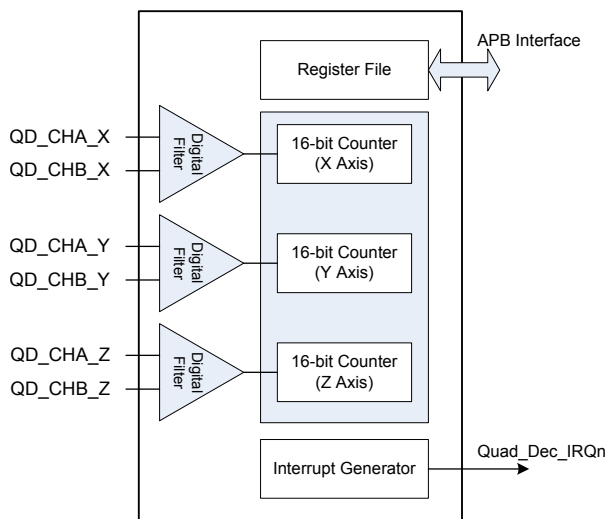 APB Interface
Register File
QD_CHA_X
QD_CHB_X
Digital
Filter
16-bit Counter
(X Axis)
QD_CHA_Y
QD_CHB_Y
Digital
Filter
16-bit Counter
(Y Axis)
QD_CHA_Z
QD_CHB_Z
Digital
Filter
16-bit Counter
(Z Axis)
Interrupt Generator
Quad_Dec_IRQn